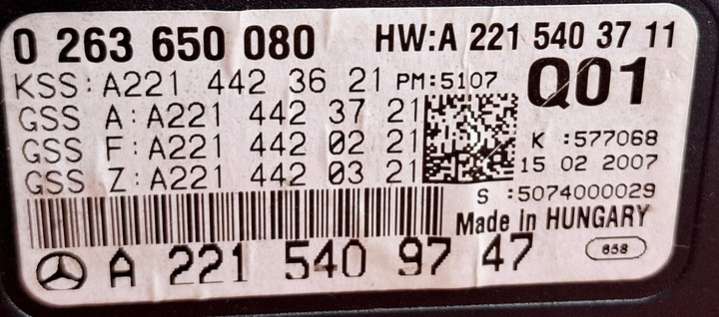 0 263 650 080 HW:A 221 540 37 11
KSS:A221 442 36 21 PM:5107 Q01
GSS A:A221 442 37 21
GSS F:A221 442 02 21 K :577068
GSS Z:A221 442 03 21 15 02 2007
S :5074000029
Made in HUNGARY
A 221 540 97 47 658